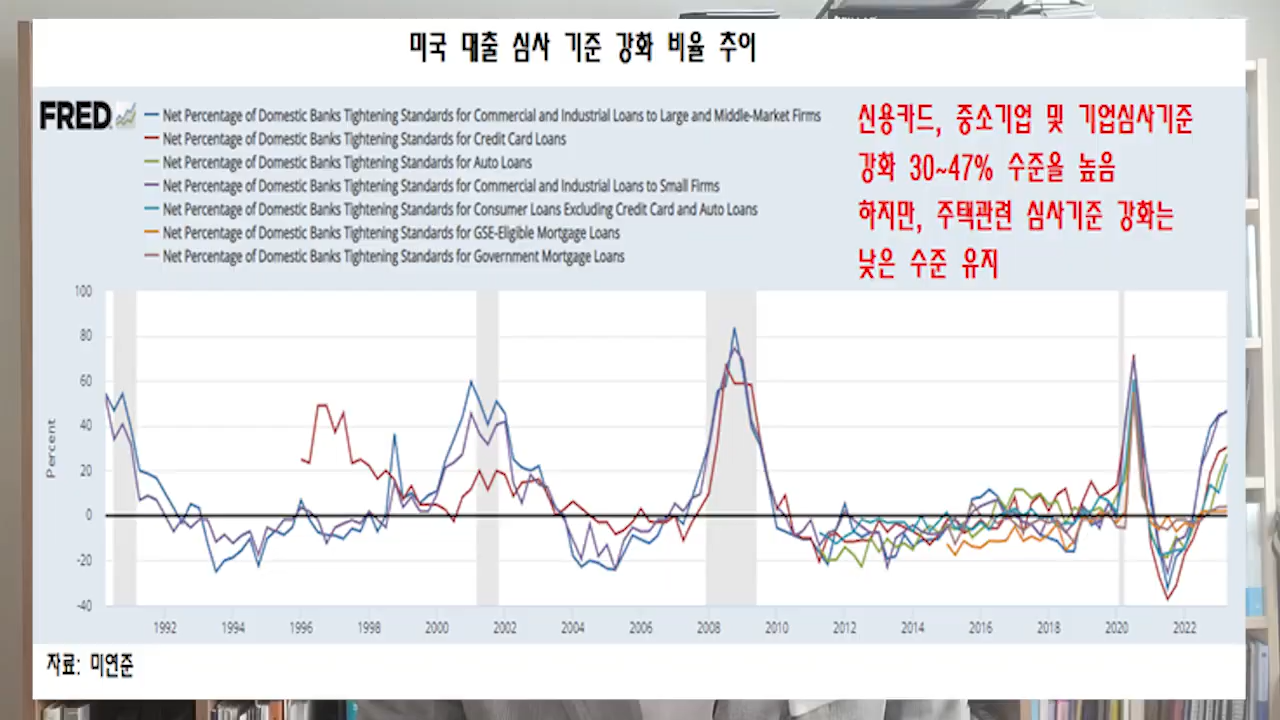 미국 대출 심사 기준 강화 비율 추이
FRED
Net Percentage of Domestic Banks Tightening Standards for Commercial and Industrial Loans to Large and Middle-Market Firms
Net Percentage of Domestic Banks Tightening Standards for Credit Card Loans
Net Percentage of Domestic Banks Tightening Standards for Auto Loans
Net Percentage of Domestic Banks Tightening Standards for Commercial and Industrial Loans to Small Firms
Net Percentage of Domestic Banks Tightening Standards for Consumer Loans Excluding Credit Card and Auto Loans
Net Percentage of Domestic Banks Tightening Standards for GSE-Eligible Mortgage Loans
Net Percentage of Domestic Banks Tightening Standards for Government Mortgage Loans
신용카드, 중소기업 및 기업심사기준
강화 30~47% 수준을 높음
하지만, 주택관련 심사기준 강화는
낮은 수준 유지
Percent
100
80
60
40
20
0
-20
-40
1992 1994 1996 1998 2000 2002 2004 2006 2008 2010 2012 2014 2016 2018 2020 2022
자료: 미연준